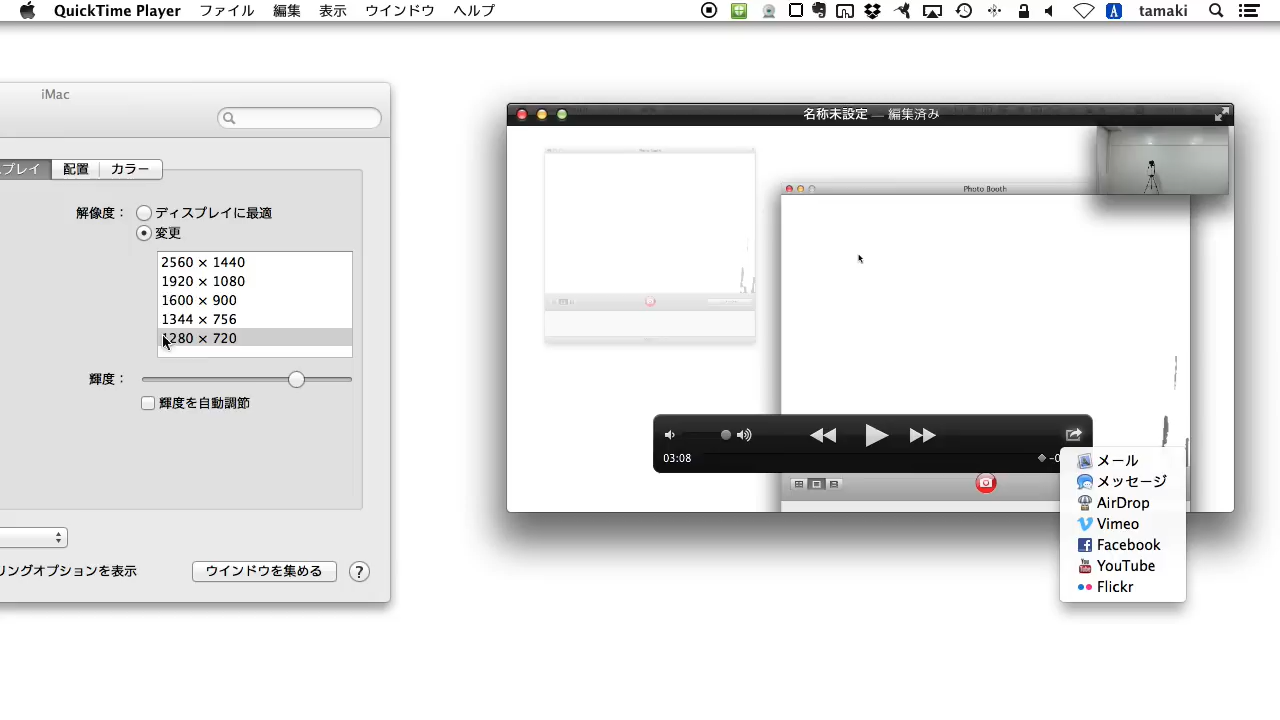 QuickTime Player ファイル 編集 表示 ウインドウ ヘルプ A tamaki
iMac
プレイ 配置 カラー
解像度： ディスプレイに最適
変更
2560 × 1440
1920 × 1080
1600 × 900
1344 × 756
1280 × 720
輝度：
輝度を自動調節
リングオプションを表示 ウインドウを集める ?
名称未設定 — 編集済み
Photo Booth
03:08
メール
メッセージ
AirDrop
Vimeo
Facebook
YouTube
Flickr